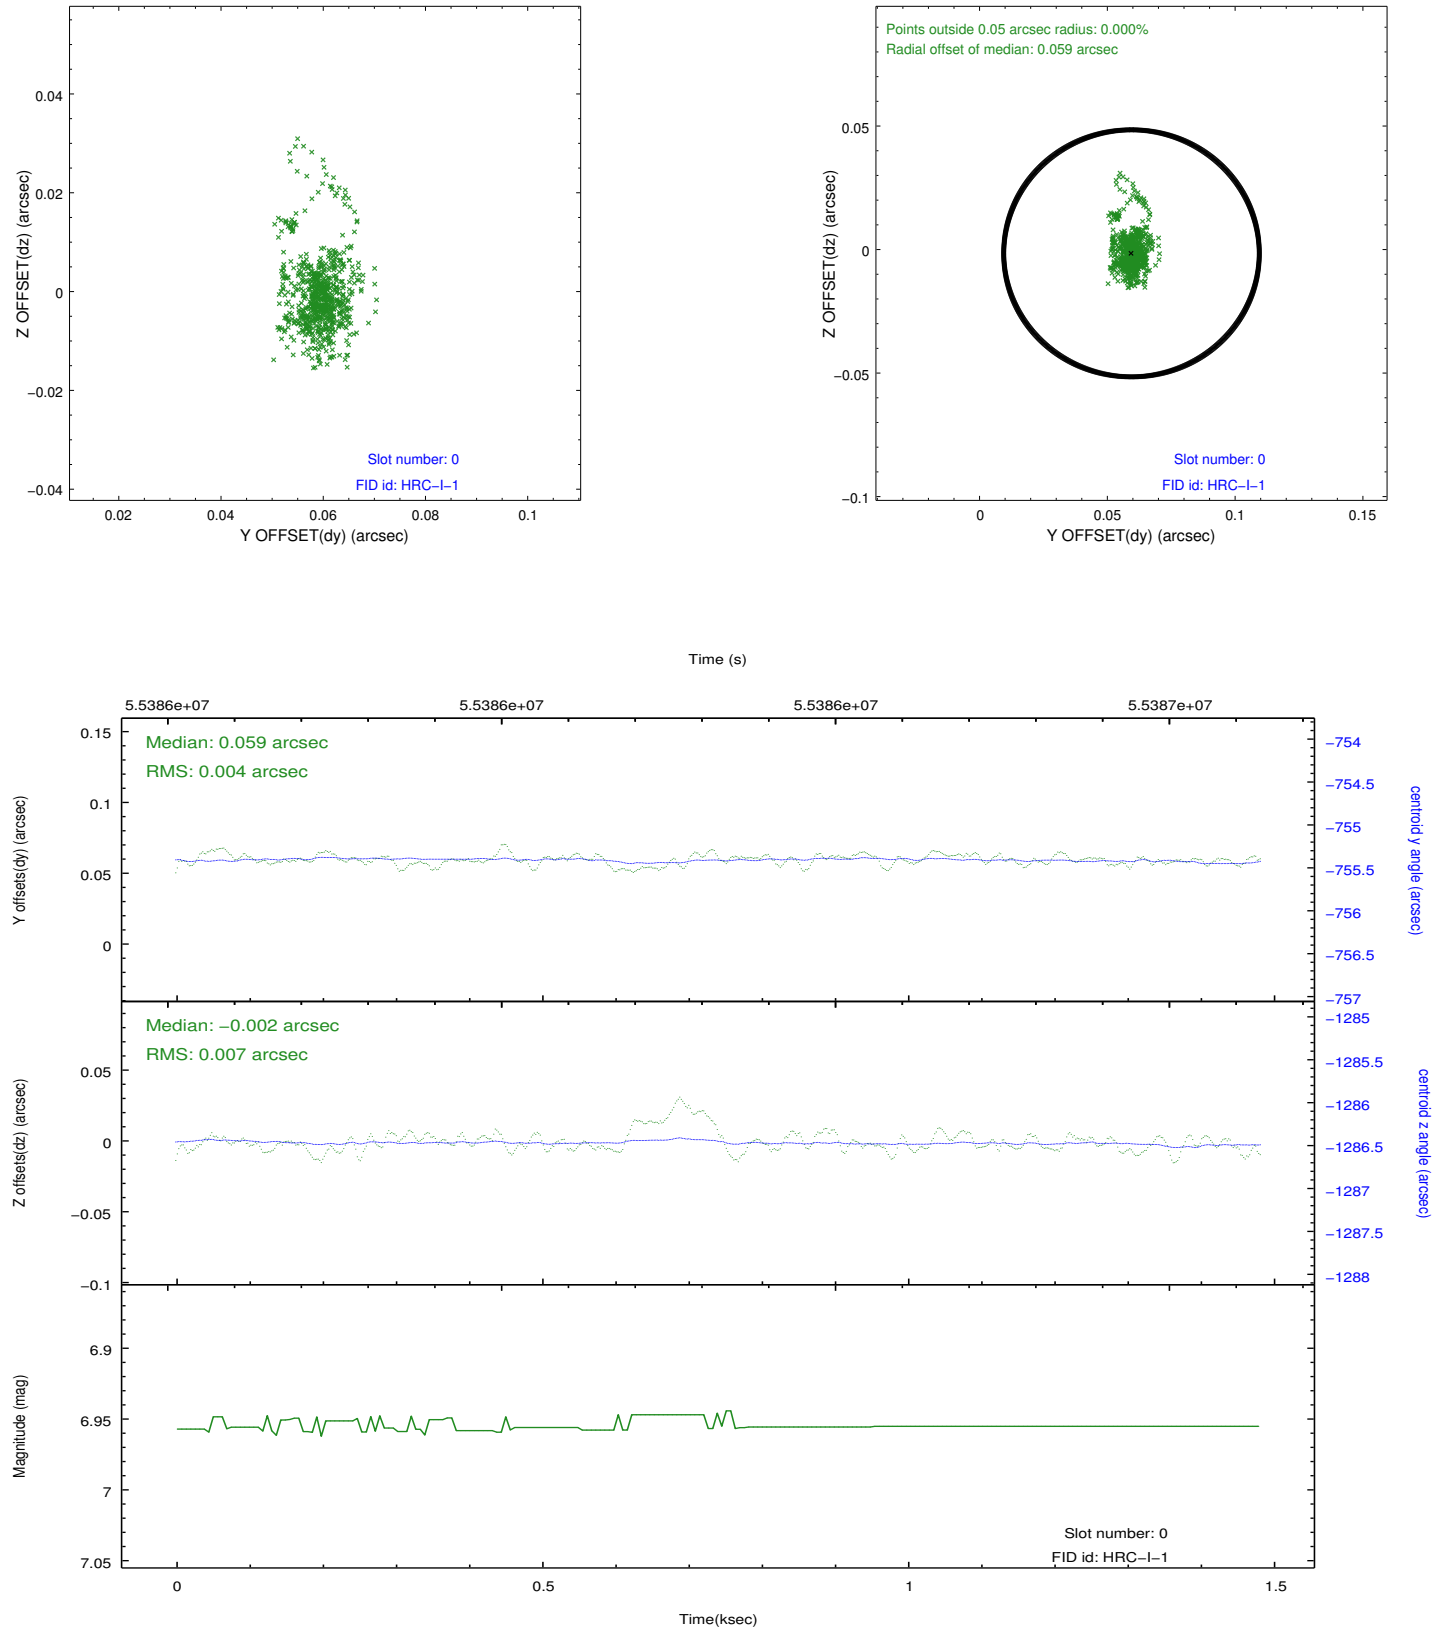 0.04
0.02
0
−0.02
−0.04
Z OFFSET(dz) (arcsec)
Slot number: 0
FID id: HRC−I−1
0.02
0.04
0.06
0.08
0.1
Y OFFSET(dy) (arcsec)
Points outside 0.05 arcsec radius: 0.000%
Radial offset of median: 0.059 arcsec
0.05
0
−0.05
−0.1
Z OFFSET(dz) (arcsec)
Slot number: 0
FID id: HRC−I−1
0
0.05
0.1
0.15
Y OFFSET(dy) (arcsec)
Time (s)
5.5386e+07
5.5386e+07
5.5386e+07
5.5387e+07
Median: 0.059 arcsec
RMS: 0.004 arcsec
0.15
0.1
0.05
0
Y offsets(dy) (arcsec)
−754
−754.5
−755
−755.5
−756
−756.5
−757
centroid y angle (arcsec)
Median: −0.002 arcsec
RMS: 0.007 arcsec
0.05
0
−0.05
−0.1
Z offsets(dz) (arcsec)
−1285
−1285.5
−1286
−1286.5
−1287
−1287.5
−1288
centroid z angle (arcsec)
6.9
6.95
7
7.05
Magnitude (mag)
Slot number: 0
FID id: HRC−I−1
0
0.5
1
1.5
Time(ksec)